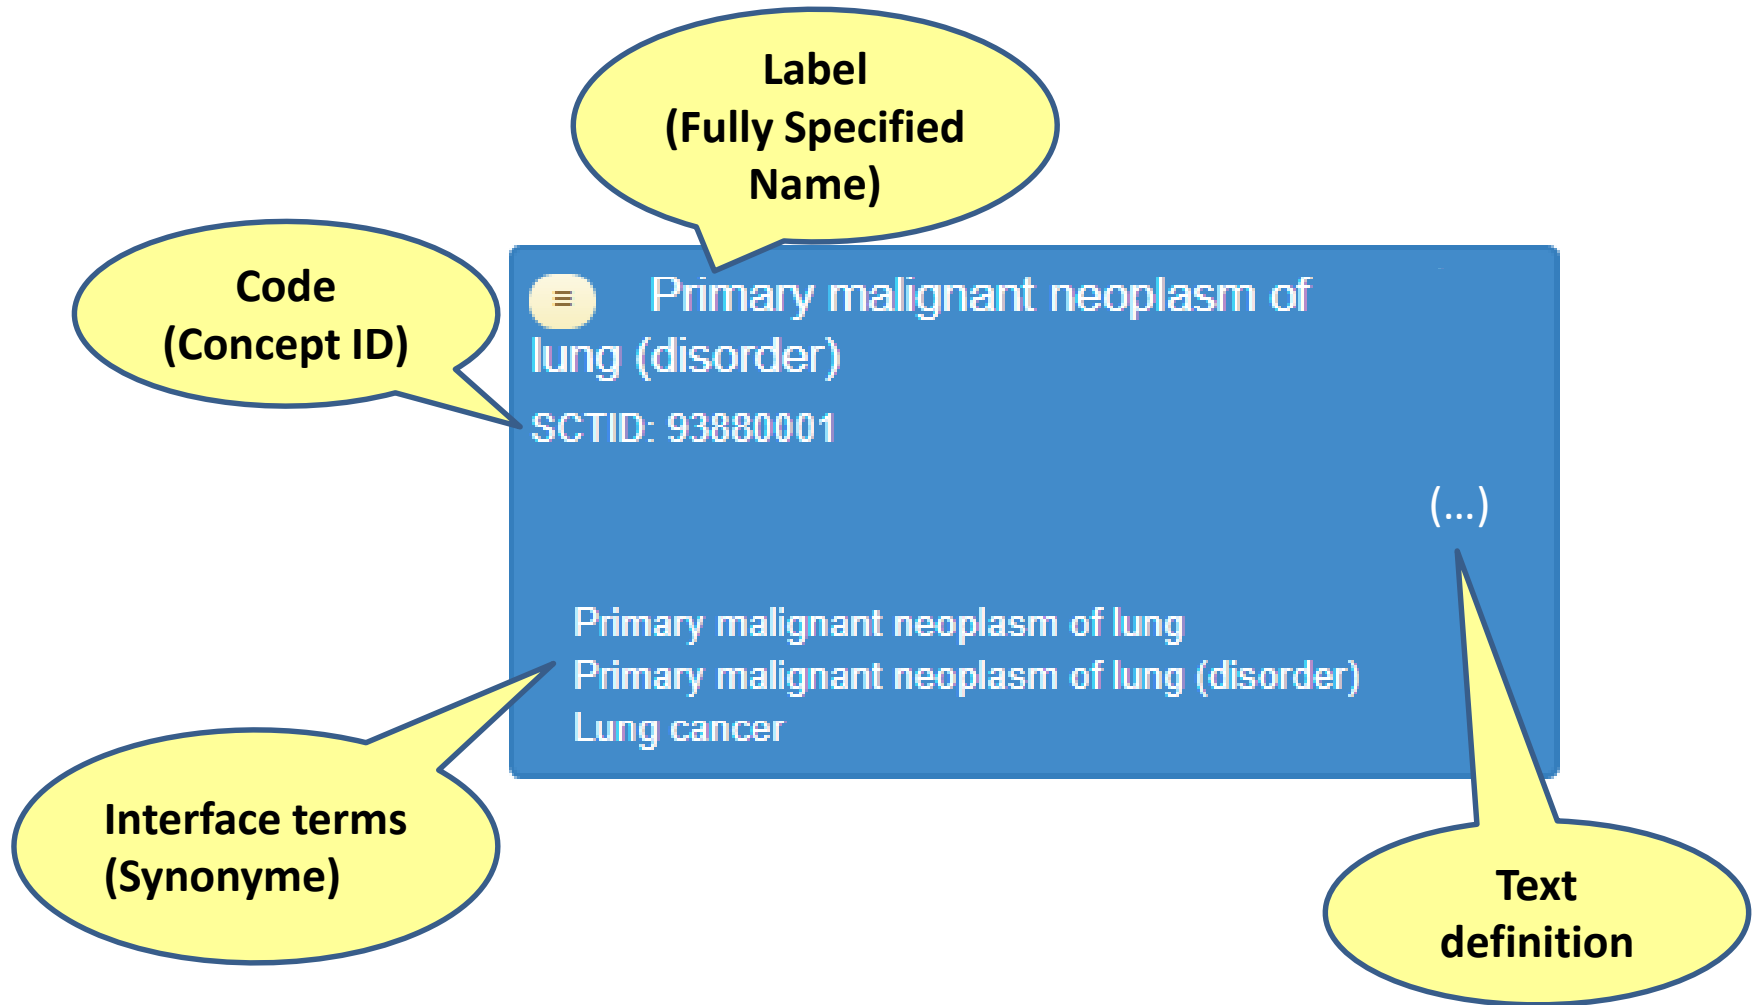 Label
(Fully Specified
Name)
Code
(Concept ID)
≡ Primary malignant neoplasm of
lung (disorder)
SCTID: 93880001
(...)
Primary malignant neoplasm of lung
Primary malignant neoplasm of lung (disorder)
Lung cancer
Interface terms
(Synonyme)
Text
definition